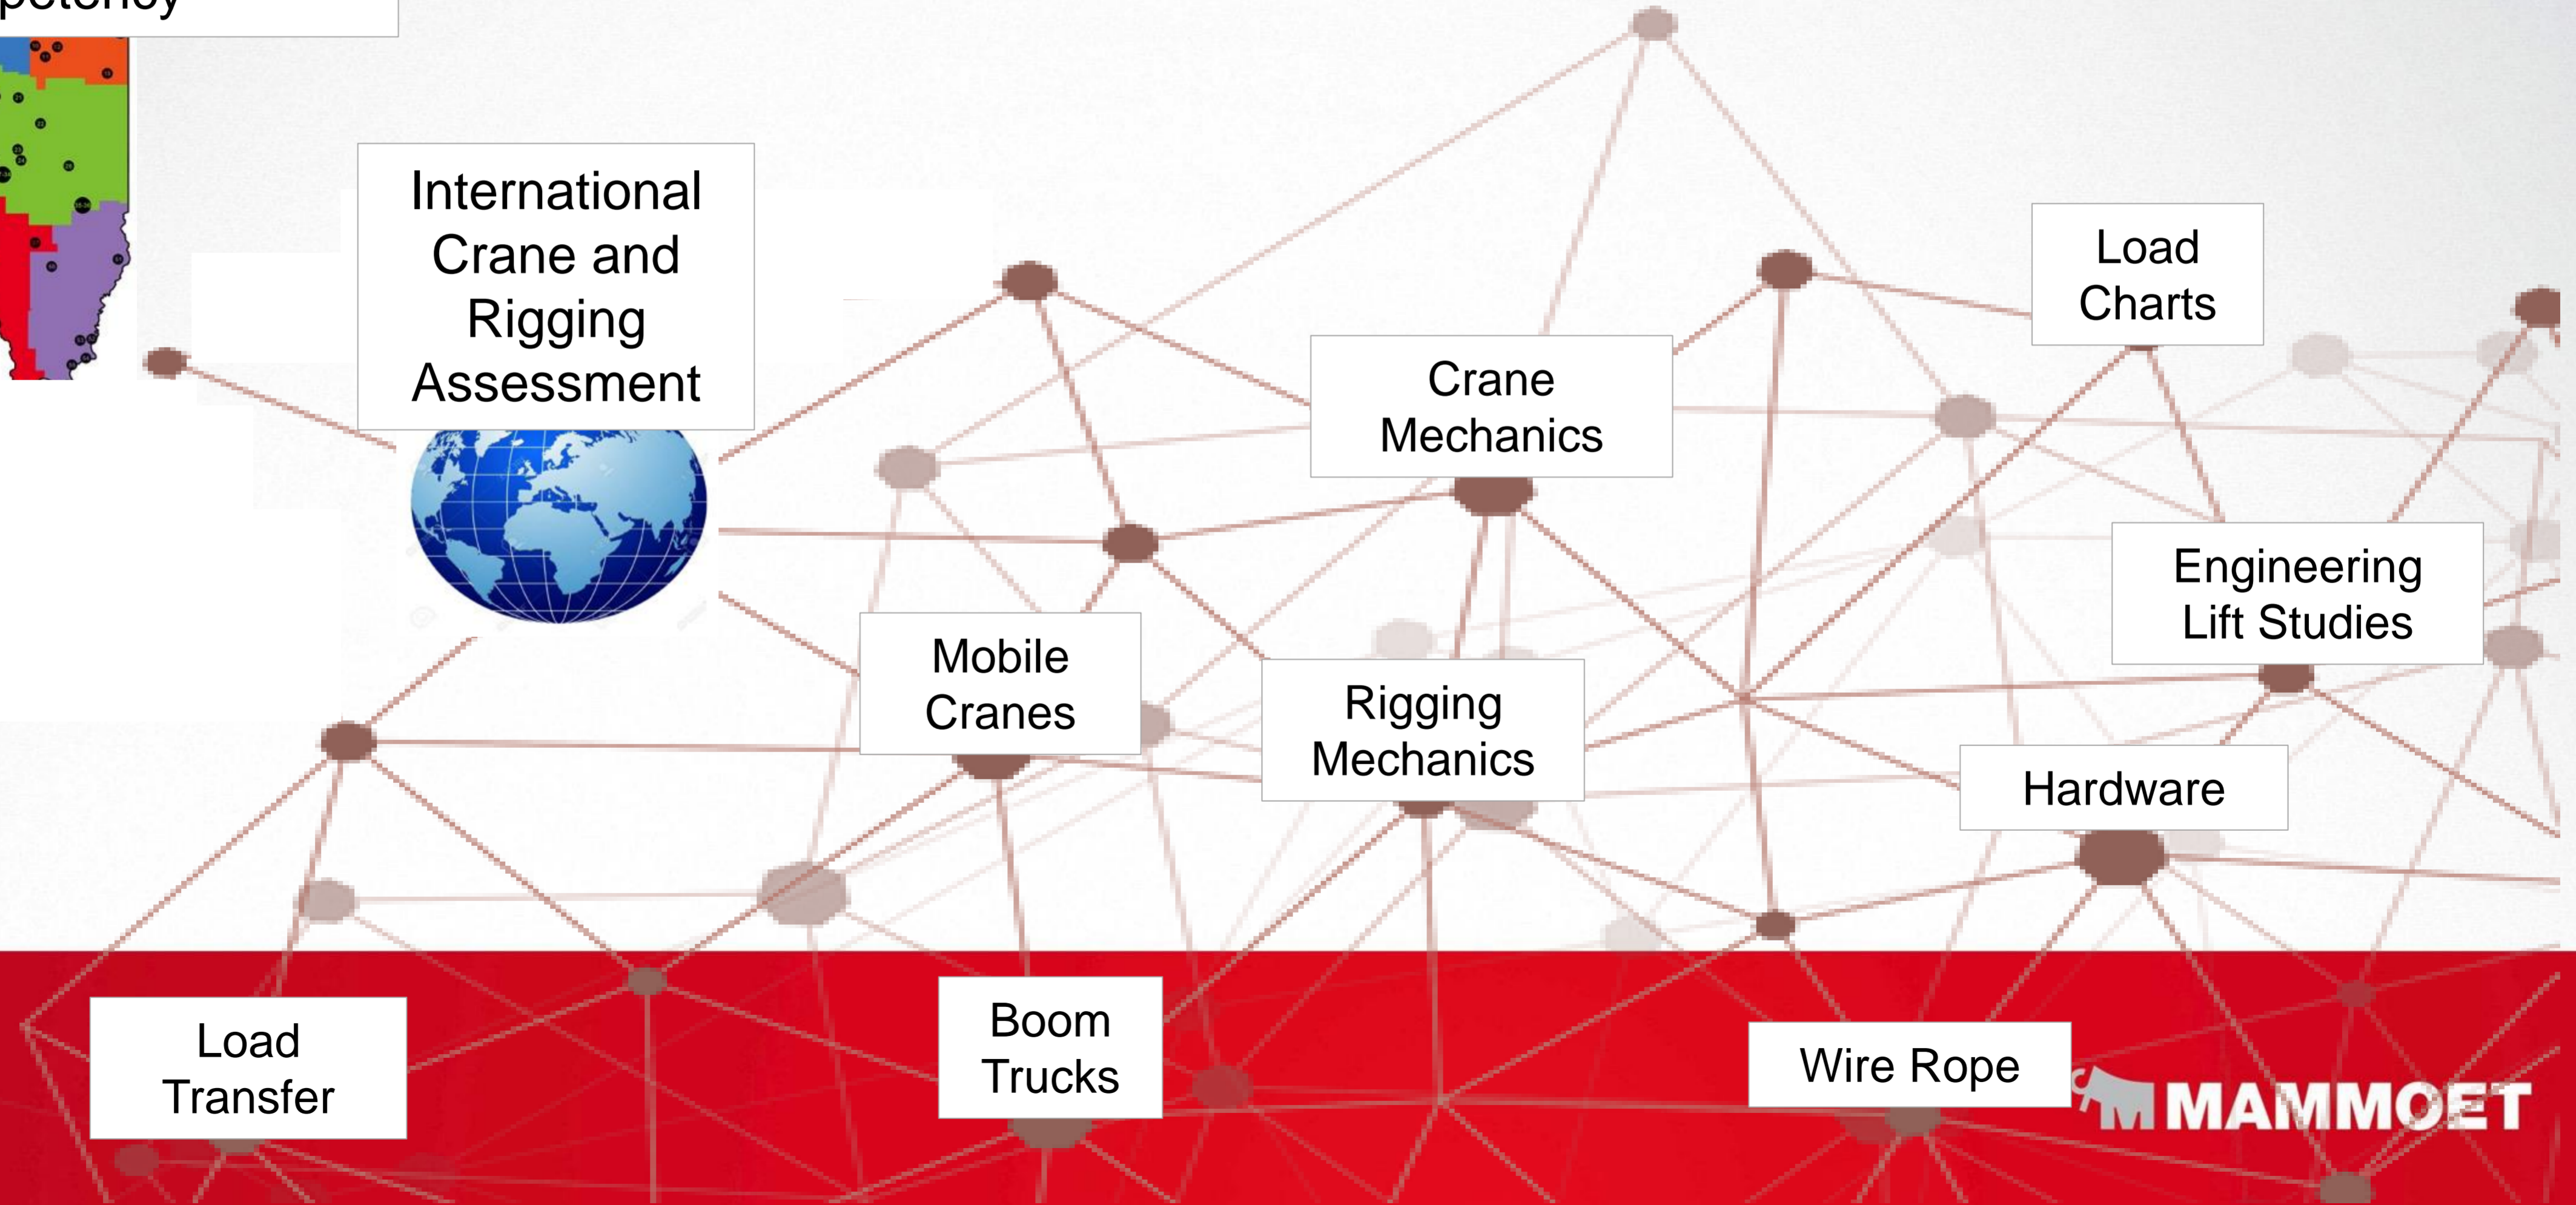 International
Crane and
Rigging
Assessment
Load
Charts
Crane
Mechanics
Engineering
Lift Studies
Mobile
Cranes
Rigging
Mechanics
Hardware
Load
Transfer
Boom
Trucks
Wire Rope
MAMMOET